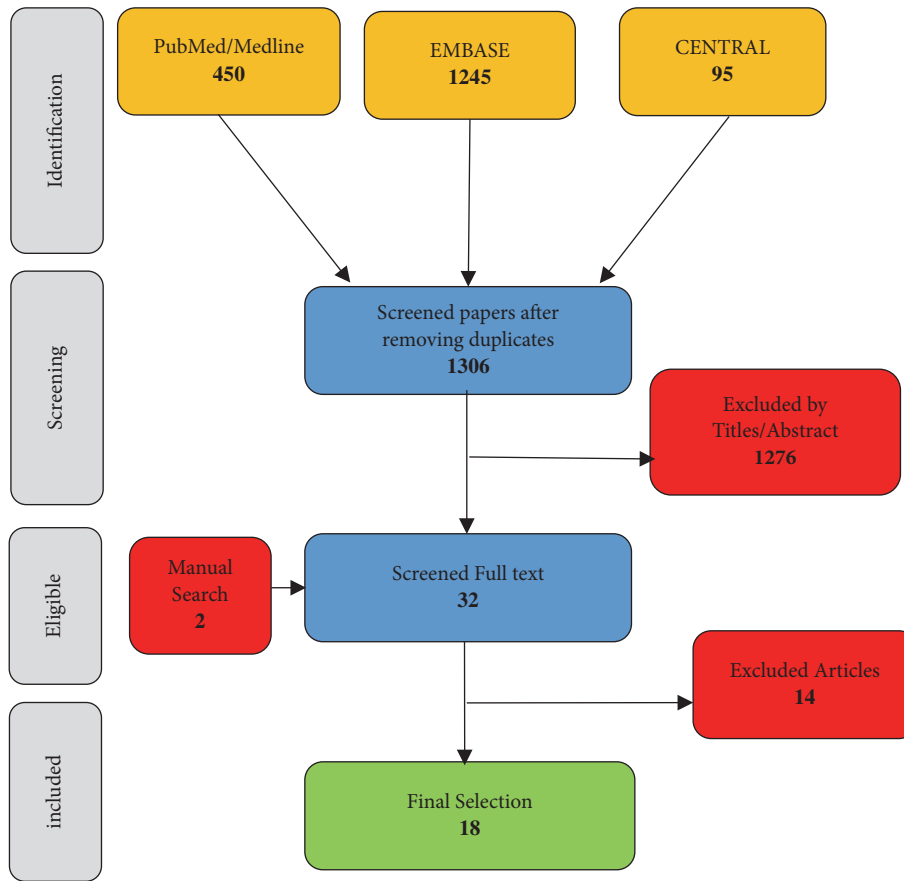 Identification
PubMed/Medline
450
EMBASE
1245
CENTRAL
95
Screening
Screened papers after
removing duplicates
1306
Excluded by
Titles/Abstract
1276
Eligible
Manual
Search
2
Screened Full text
32
Excluded Articles
14
included
Final Selection
18